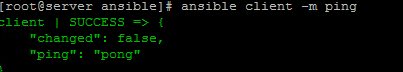 [root@server ansible]# ansible client -m ping
client | SUCCESS => {
    "changed": false,
    "ping": "pong"
}